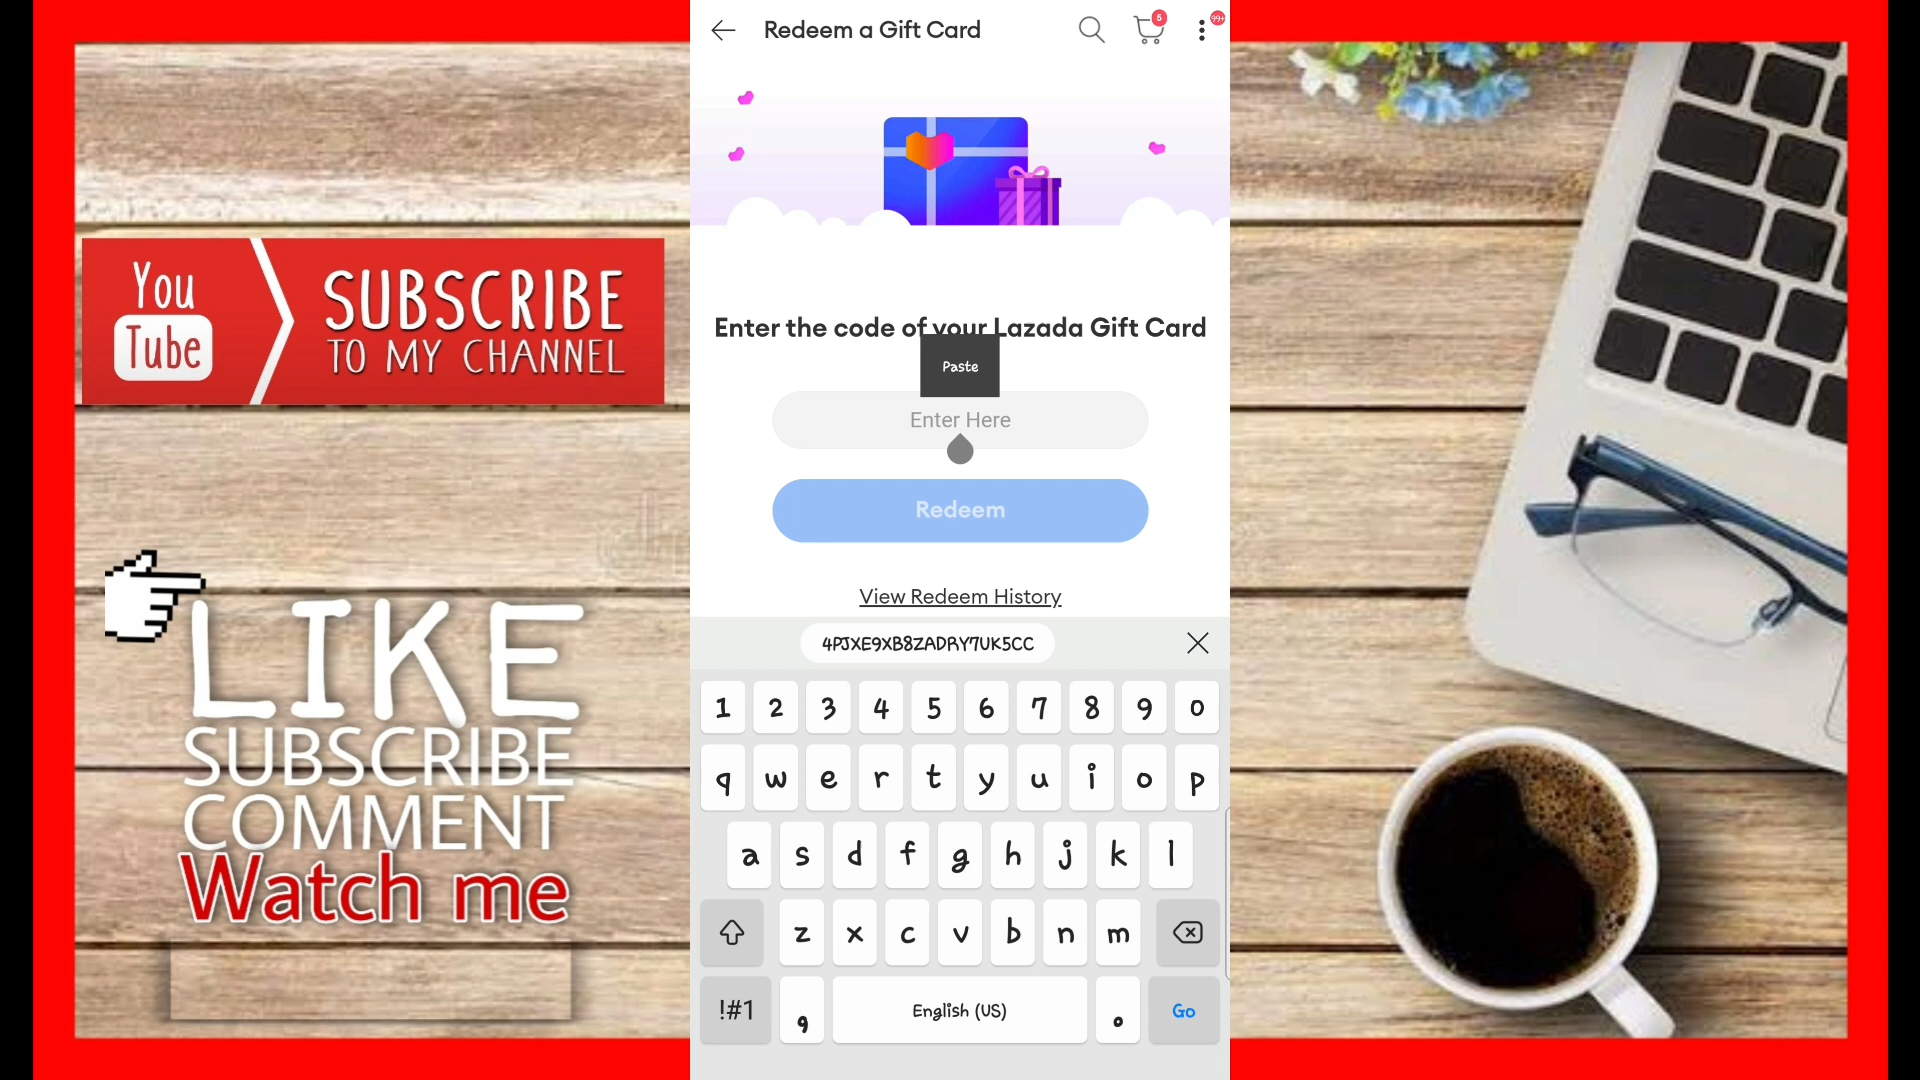 Redeem a Gift Card
5
99+
You
Tube
SUBSCRIBE
TO MY CHANNEL
Enter the code of your Lazada Gift Card
Paste
Enter Here
Redeem
View Redeem History
4PJXE9XB8ZADRY7UK5CC
LIKE
SUBSCRIBE
COMMENT
Watch me
1 2 3 4 5 6 7 8 9 0
q w e r t y u i o p
a s d f g h j k l
z x c v b n m
!#1 , English (US) . Go